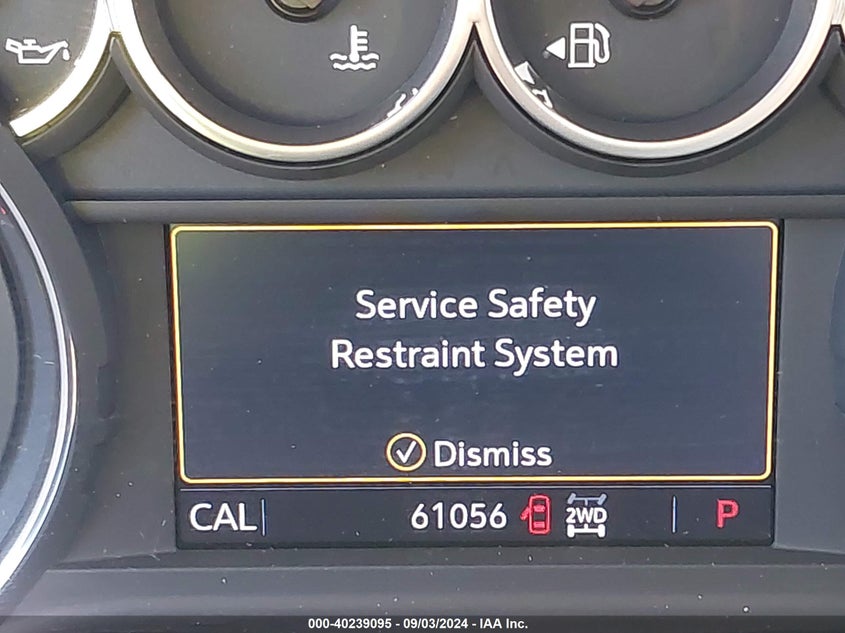 Service Safety
Restraint System
Dismiss
CAL 61056 2WD P
000-40239095 - 09/03/2024 - IAA Inc.